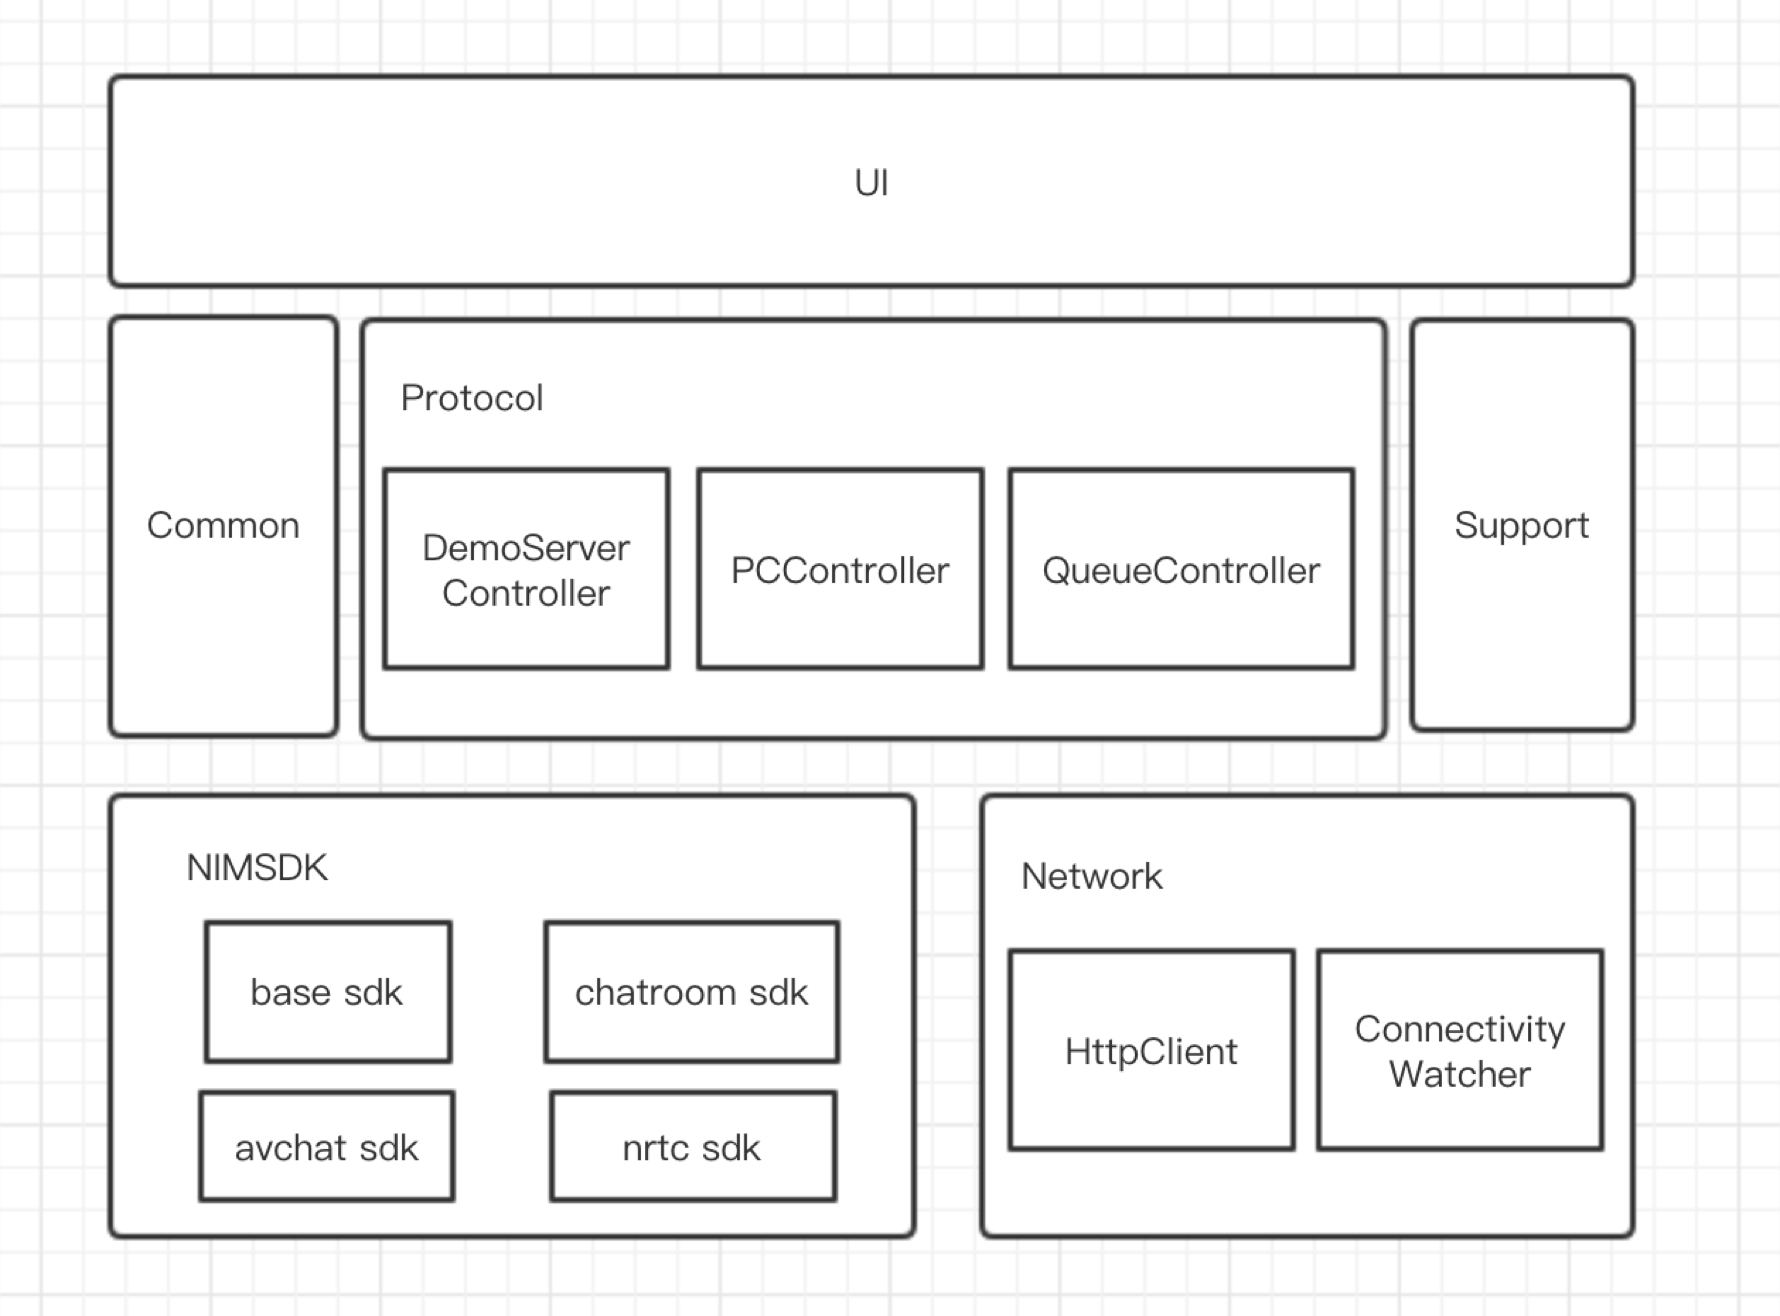 UI
Common
Protocol
DemoServer
Controller
PCController
QueueController
Support
NIMSDK
base sdk
chatroom sdk
avchat sdk
nrtc sdk
Network
HttpClient
Connectivity
Watcher